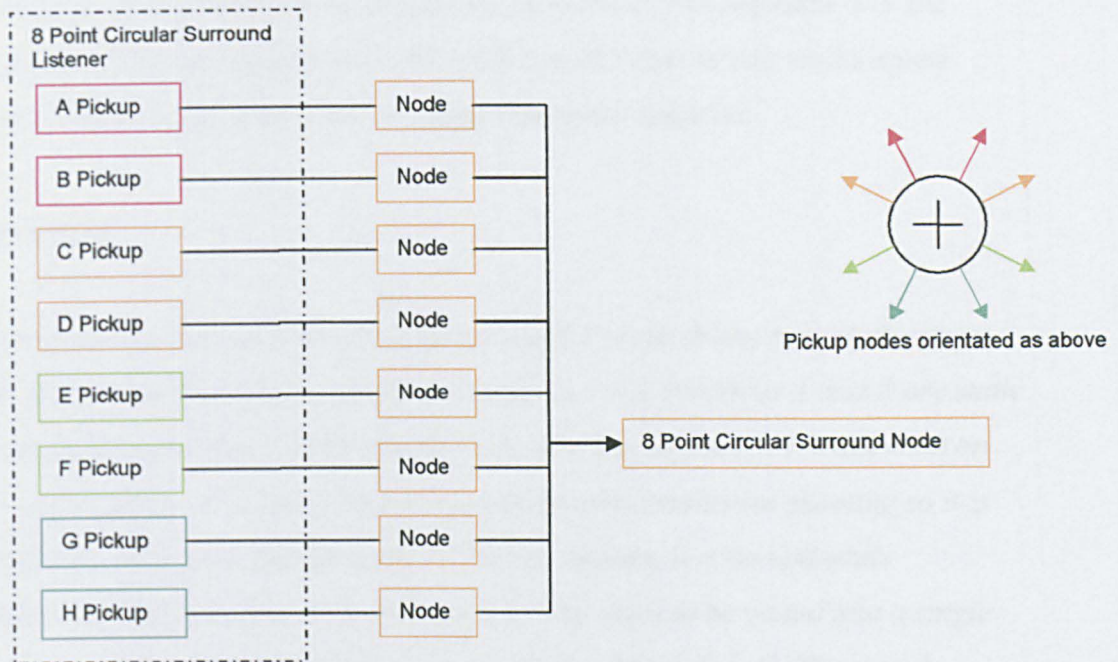 8 Point Circular Surround
Listener
A Pickup
Node
B Pickup
Node
C Pickup
Node
D Pickup
Node
E Pickup
Node
F Pickup
Node
G Pickup
Node
H Pickup
Node
8 Point Circular Surround Node
Pickup nodes orientated as above